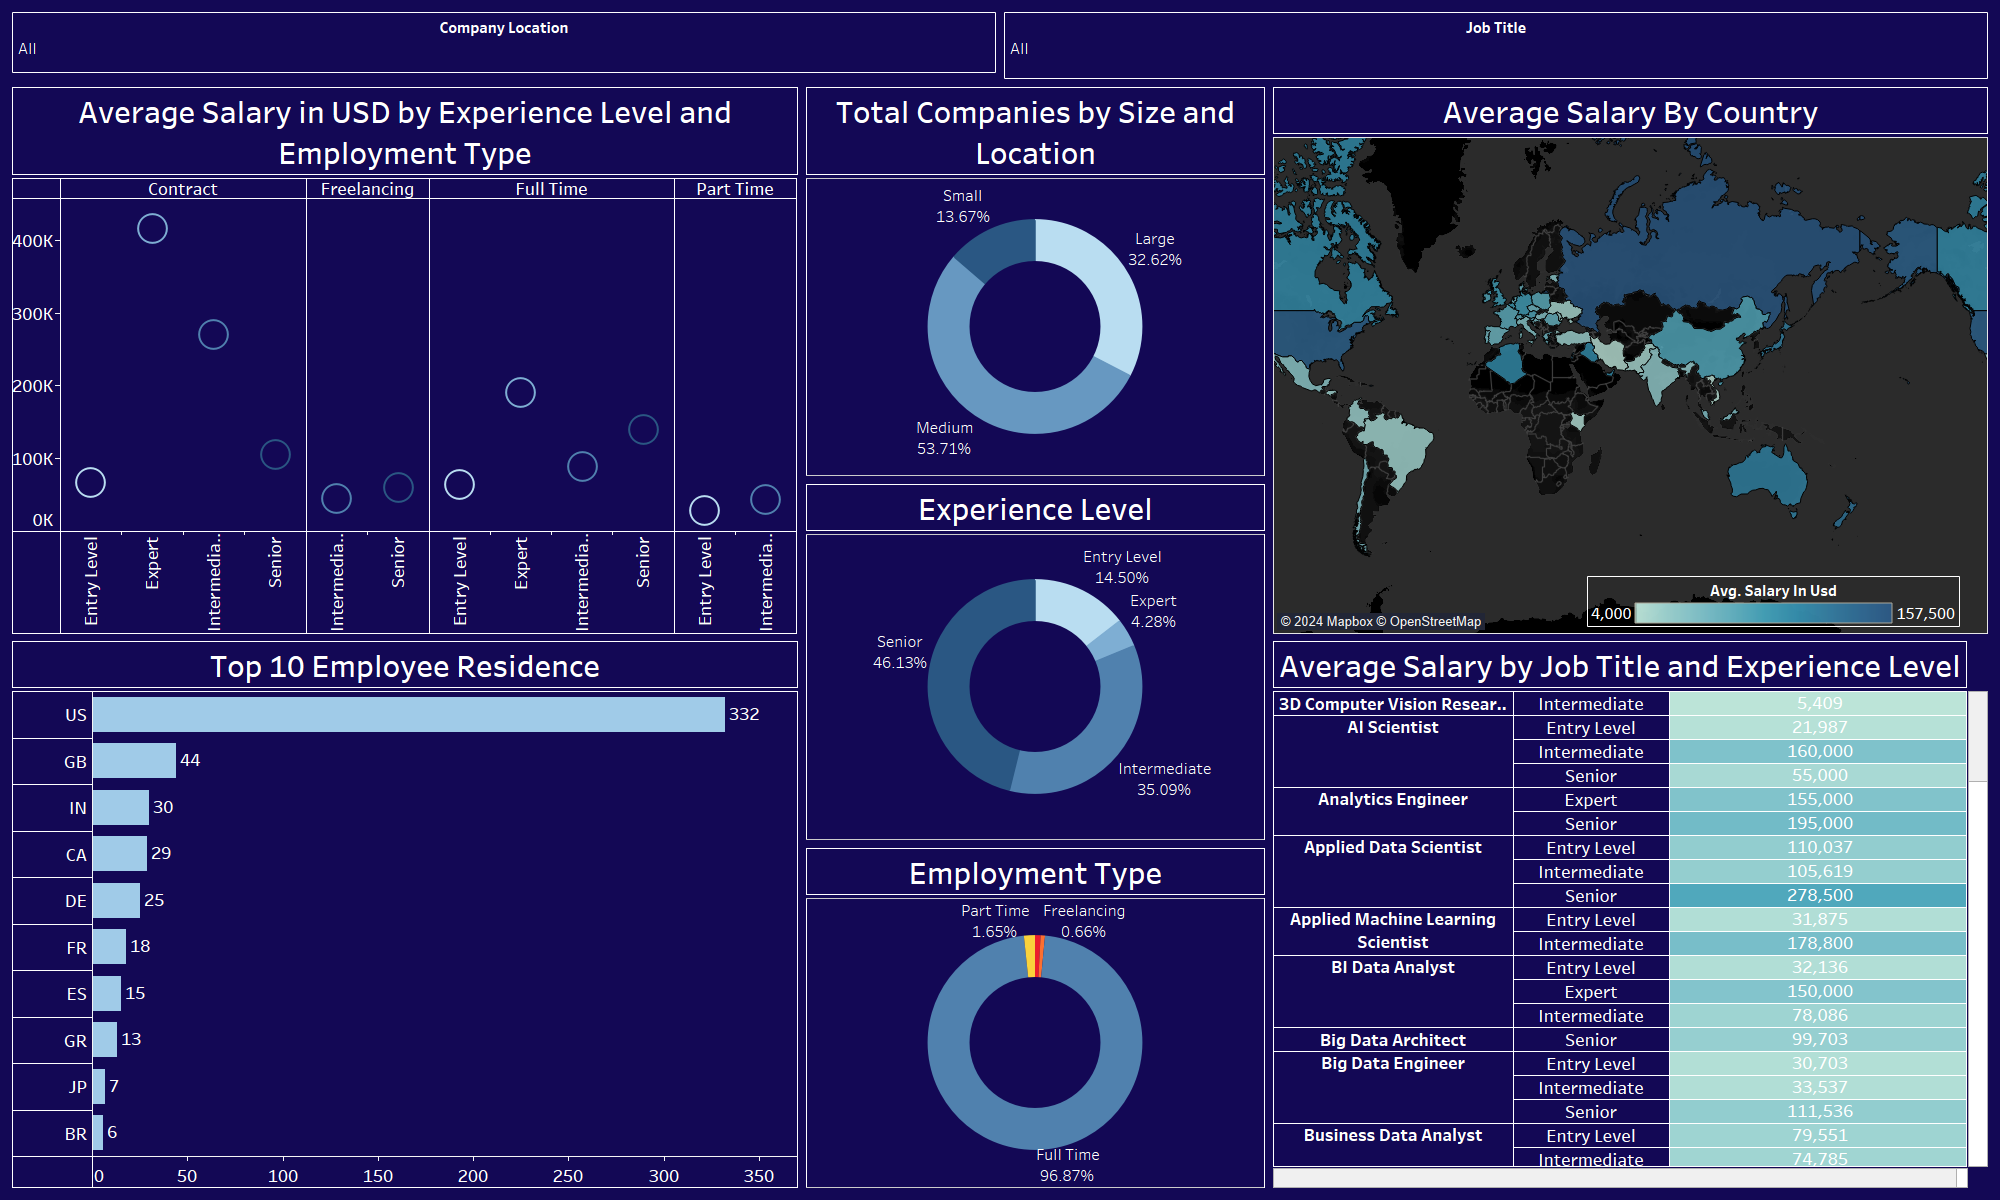 Company Location
All
Job Title
All
Average Salary in USD by Experience Level and
Employment Type
Contract
Freelancing
Full Time
Part Time
400K
300K
200K
100K
0K
Entry Level
Expert
Intermedia..
Senior
Intermedia..
Senior
Entry Level
Expert
Intermedia..
Senior
Entry Level
Intermedia..
Top 10 Employee Residence
US 332
GB 44
IN 30
CA 29
DE 25
FR 18
ES 15
GR 13
JP 7
BR 6
0 50 100 150 200 250 300 350
Total Companies by Size and
Location
Small
13.67%
Large
32.62%
Medium
53.71%
Experience Level
Entry Level
14.50%
Expert
4.28%
Senior
46.13%
Intermediate
35.09%
Employment Type
Part Time
1.65%
Freelancing
0.66%
Full Time
96.87%
Average Salary By Country
Avg. Salary In Usd
4,000 157,500
© 2024 Mapbox © OpenStreetMap
Average Salary by Job Title and Experience Level
3D Computer Vision Resear.. Intermediate 5,409
AI Scientist Entry Level 21,987
Intermediate 160,000
Senior 55,000
Analytics Engineer Expert 155,000
Senior 195,000
Applied Data Scientist Entry Level 110,037
Intermediate 105,619
Senior 278,500
Applied Machine Learning Entry Level 31,875
Scientist Intermediate 178,800
BI Data Analyst Entry Level 32,136
Expert 150,000
Intermediate 78,086
Big Data Architect Senior 99,703
Big Data Engineer Entry Level 30,703
Intermediate 33,537
Senior 111,536
Business Data Analyst Entry Level 79,551
Intermediate 74,785